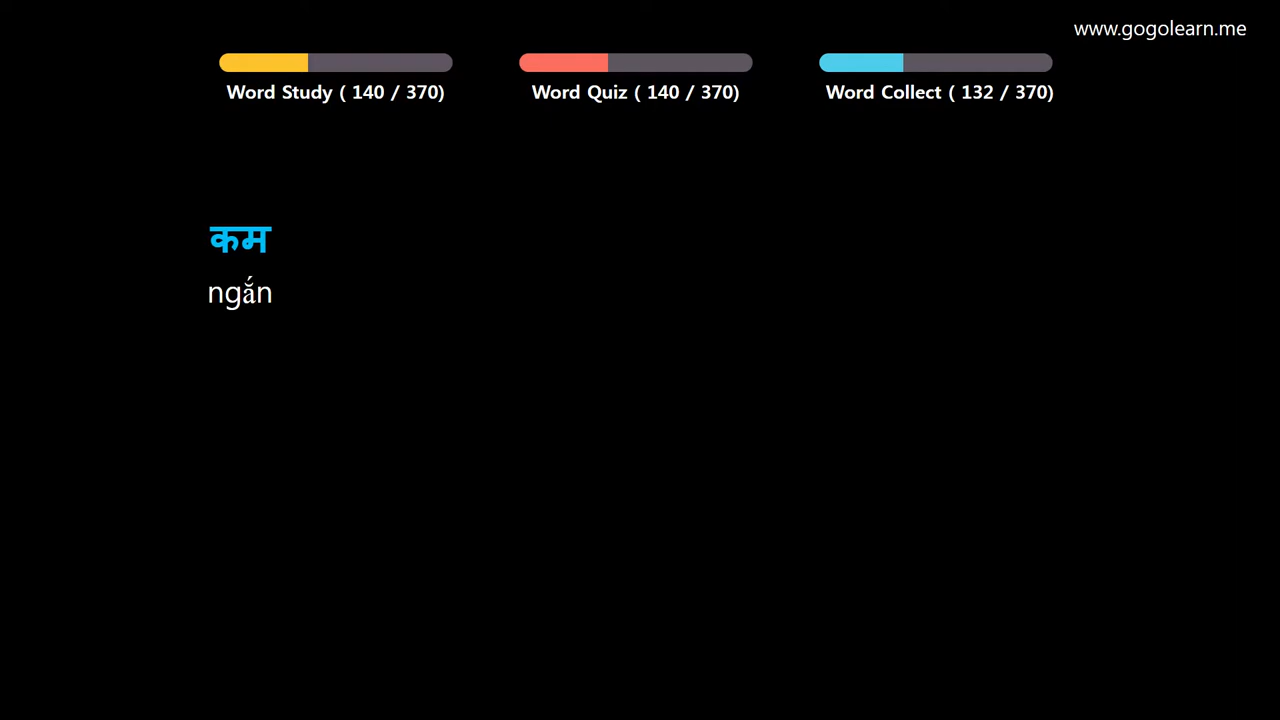 www.gogolearn.me
Word Study ( 140 / 370)
Word Quiz ( 140 / 370)
Word Collect ( 132 / 370)
कम
ngắn